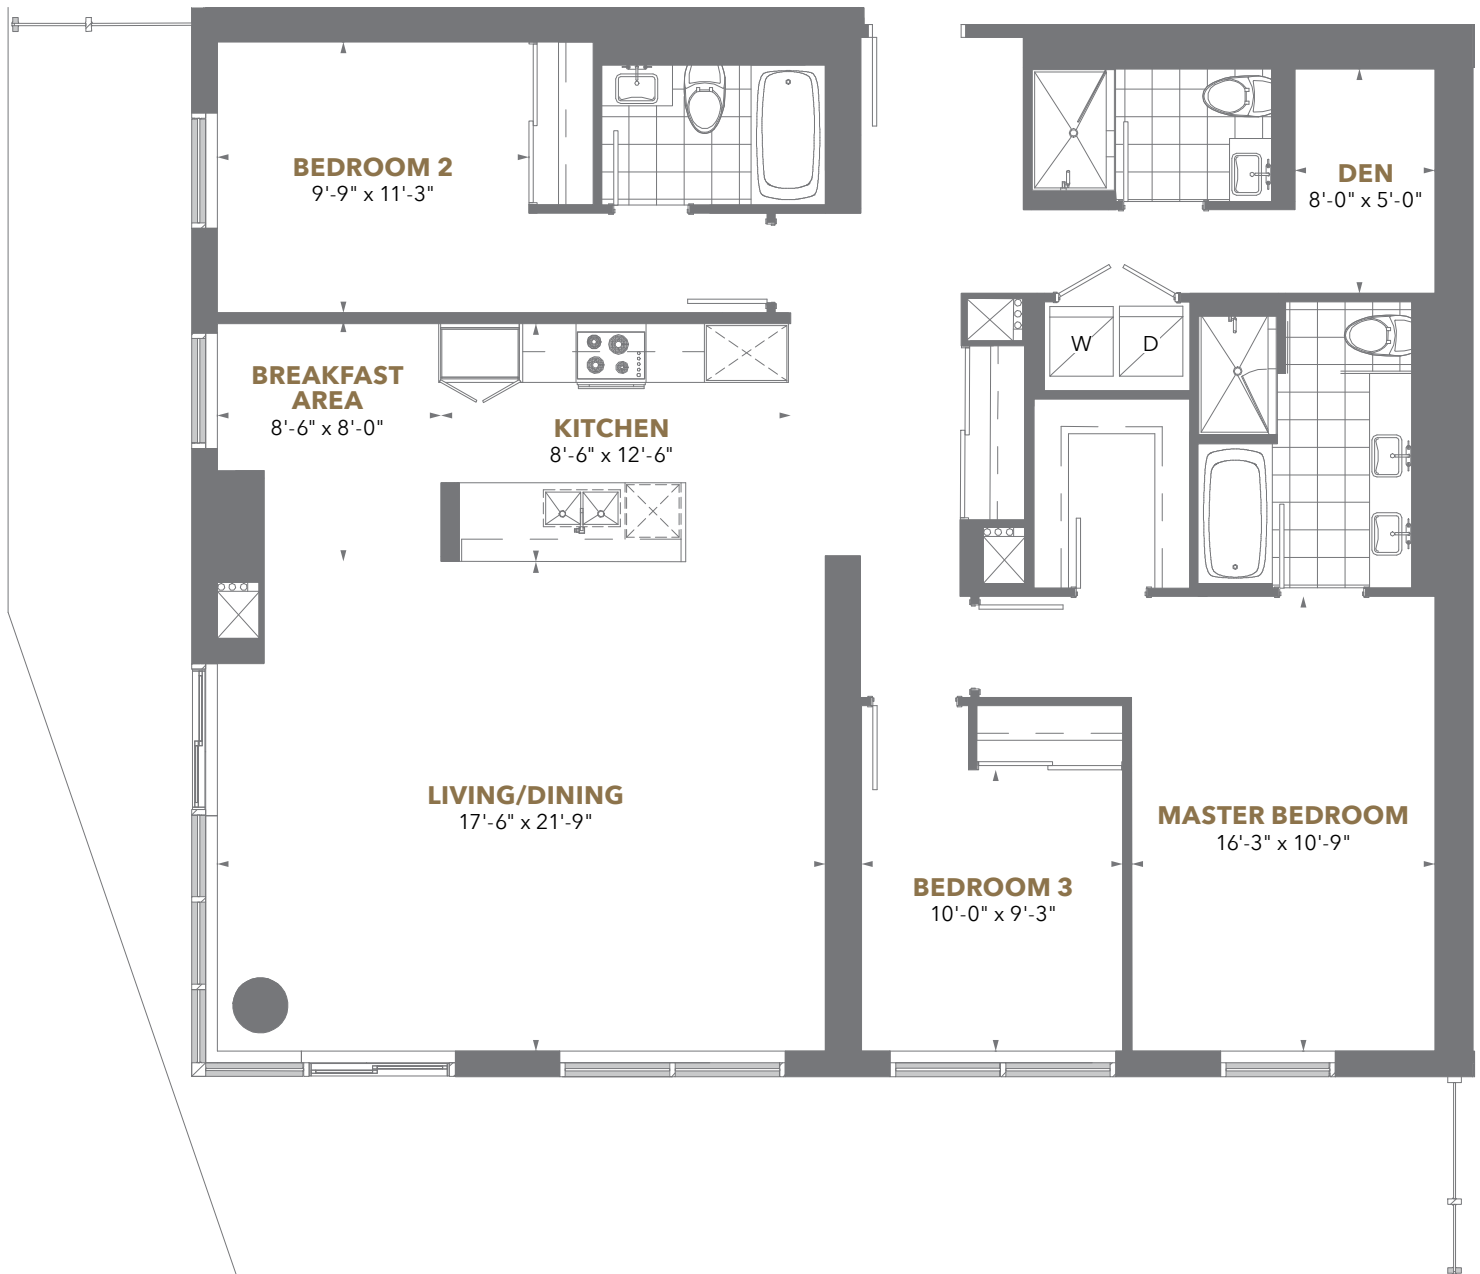 BEDROOM 2
9'-9" x 11'-3"
DEN
8'-0" x 5'-0"
W
D
BREAKFAST
AREA
8'-6" x 8'-0"
KITCHEN
8'-6" x 12'-6"
LIVING/DINING
17'-6" x 21'-9"
MASTER BEDROOM
16'-3" x 10'-9"
BEDROOM 3
10'-0" x 9'-3"